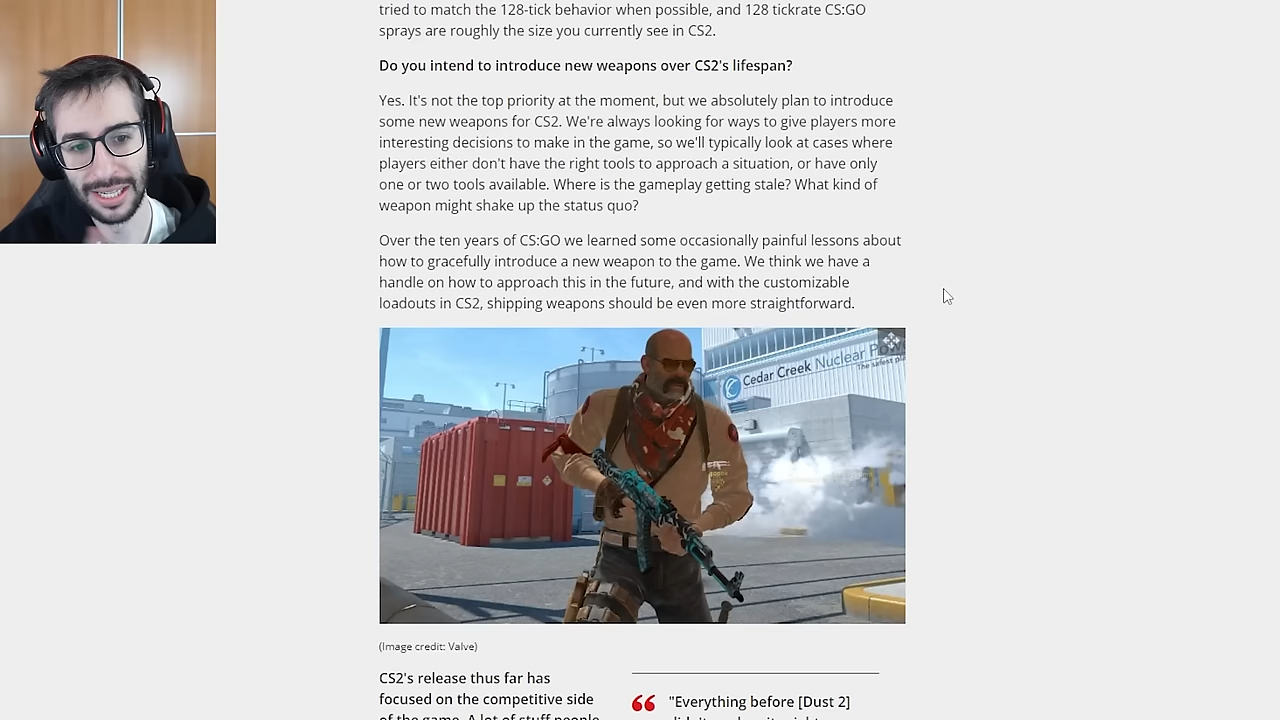 tried to match the 128-tick behavior when possible, and 128 tickrate CS:GO
sprays are roughly the size you currently see in CS2.
Do you intend to introduce new weapons over CS2's lifespan?
Yes. It's not the top priority at the moment, but we absolutely plan to introduce
some new weapons for CS2. We're always looking for ways to give players more
interesting decisions to make in the game, so we'll typically look at cases where
players either don't have the right tools to approach a situation, or have only
one or two tools available. Where is the gameplay getting stale? What kind of
weapon might shake up the status quo?
Over the ten years of CS:GO we learned some occasionally painful lessons about
how to gracefully introduce a new weapon to the game. We think we have a
handle on how to approach this in the future, and with the customizable
loadouts in CS2, shipping weapons should be even more straightforward.
Cedar Creek Nuclear
The safest
(Image credit: Valve)
CS2's release thus far has
focused on the competitive side
of the game. A lot of stuff people
"Everything before [Dust 2]